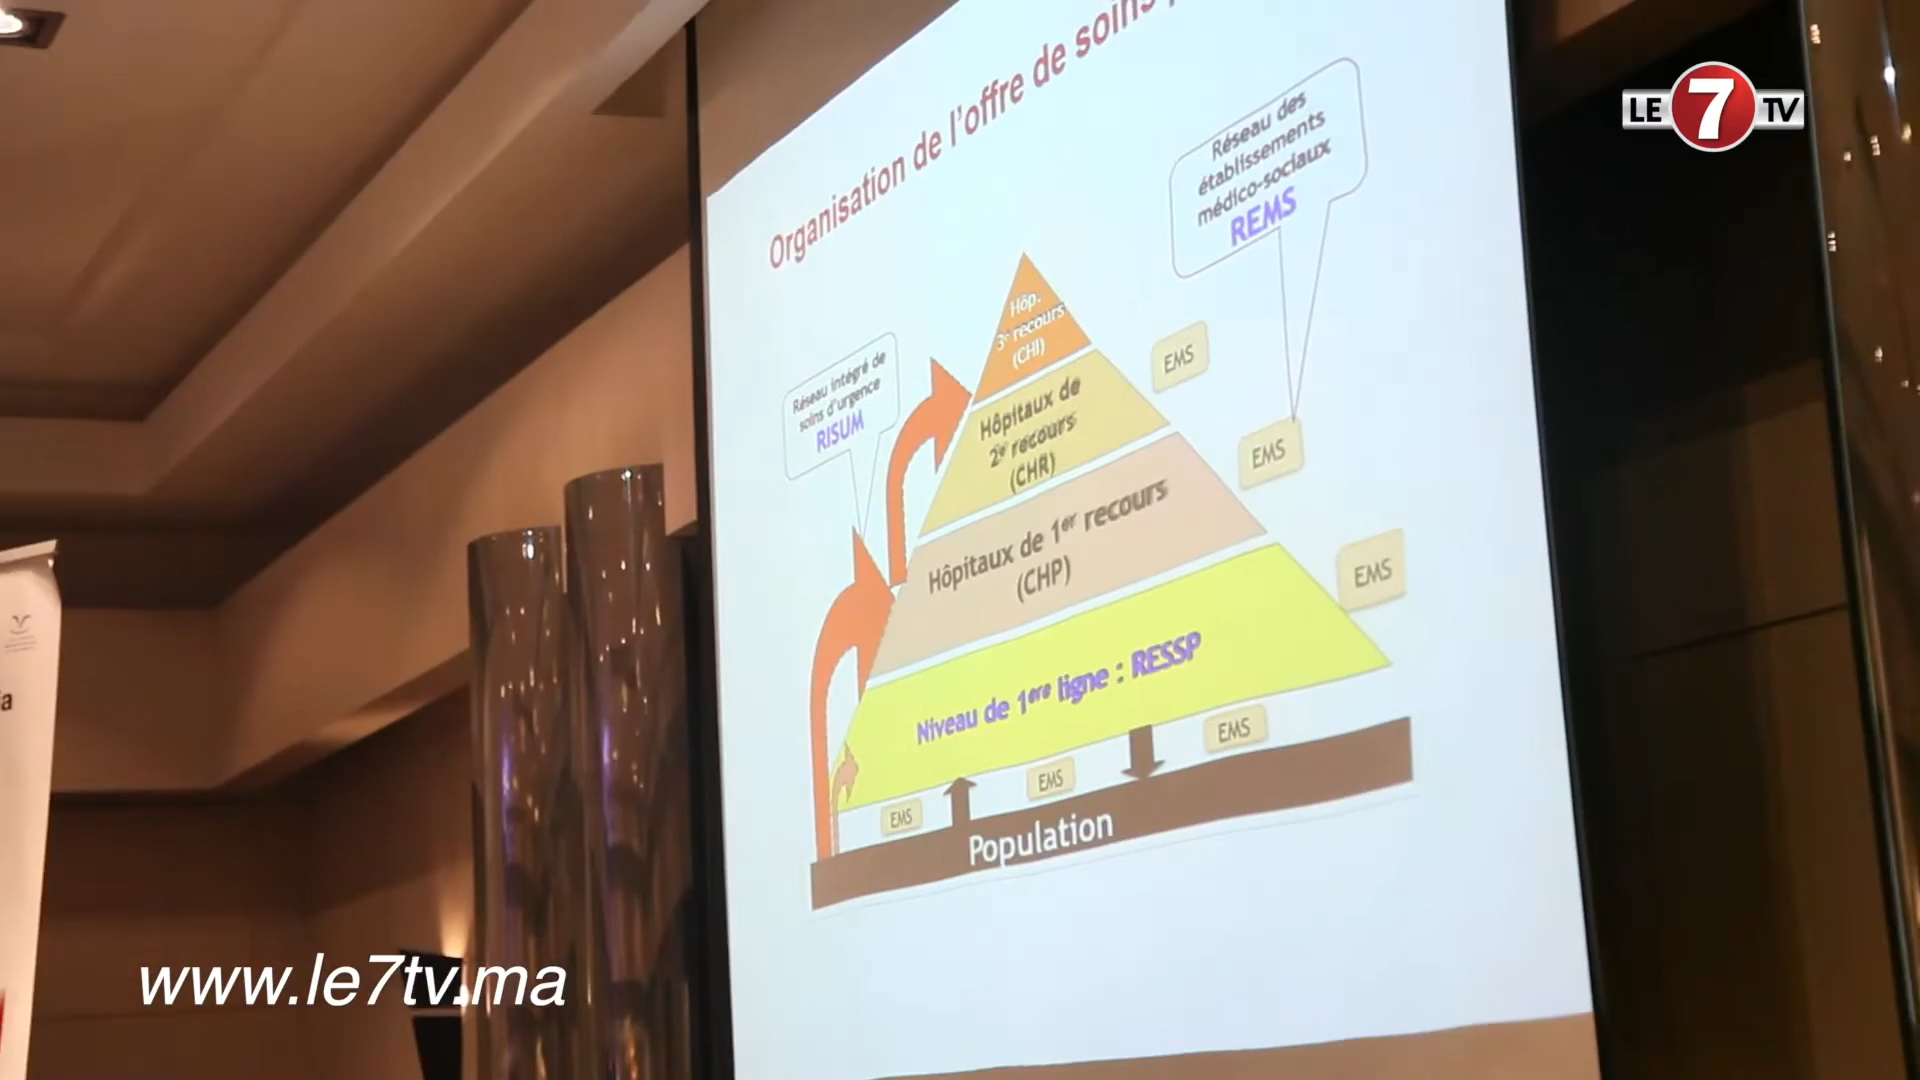 LE 7 TV
Organisation de l'offre de soins
Réseau des
établissements
médico-sociaux
REMS
Hôp.
3e recours
(CHI)
EMS
Réseau intégré de
soins d'urgence
RISUM
Hôpitaux de
2e recours
(CHR)
EMS
Hôpitaux de 1er recours
(CHP)
EMS
Niveau de 1ere ligne : RESSP
EMS
EMS
EMS
Population
ia
www.le7tv.ma